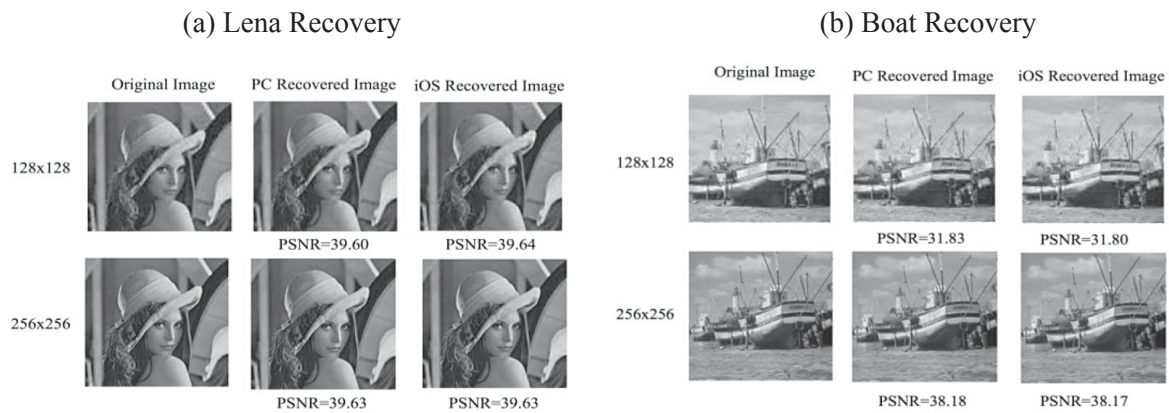 (a) Lena Recovery
Original Image PC Recovered Image iOS Recovered Image
128x128
PSNR=39.60 PSNR=39.64
256x256
PSNR=39.63 PSNR=39.63
(b) Boat Recovery
Original Image PC Recovered Image iOS Recovered Image
128x128
PSNR=31.83 PSNR=31.80
256x256
PSNR=38.18 PSNR=38.17